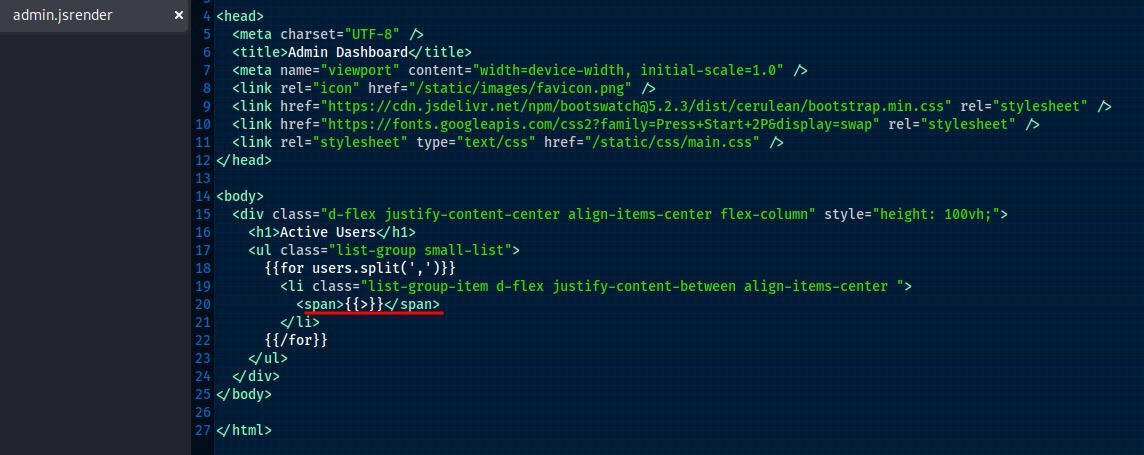 admin.jsrender ×
4 <head>
5 <meta charset="UTF-8" />
6 <title>Admin Dashboard</title>
7 <meta name="viewport" content="width=device-width, initial-scale=1.0" />
8 <link rel="icon" href="/static/images/favicon.png" />
9 <link href="https://cdn.jsdelivr.net/npm/bootswatch@5.2.3/dist/cerulean/bootstrap.min.css" rel="stylesheet" />
10 <link href="https://fonts.googleapis.com/css2?family=Press+Start+2P&display=swap" rel="stylesheet" />
11 <link rel="stylesheet" type="text/css" href="/static/css/main.css" />
12 </head>
13
14 <body>
15 <div class="d-flex justify-content-center align-items-center flex-column" style="height: 100vh;">
16 <h1>Active Users</h1>
17 <ul class="list-group small-list">
18 {{for users.split(',')}}
19 <li class="list-group-item d-flex justify-content-between align-items-center ">
20 <span>{{>}}</span>
21 </li>
22 {{/for}}
23 </ul>
24 </div>
25 </body>
26
27 </html>